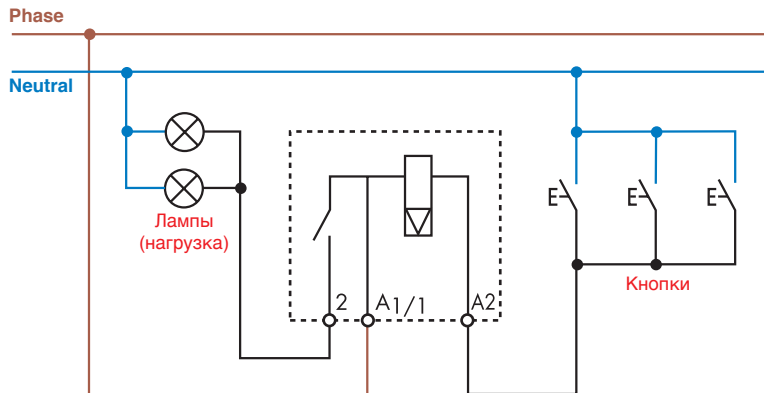 Phase
Neutral
Лампы
(нагрузка)
2
A1/1
A2
E
E
E
Кнопки